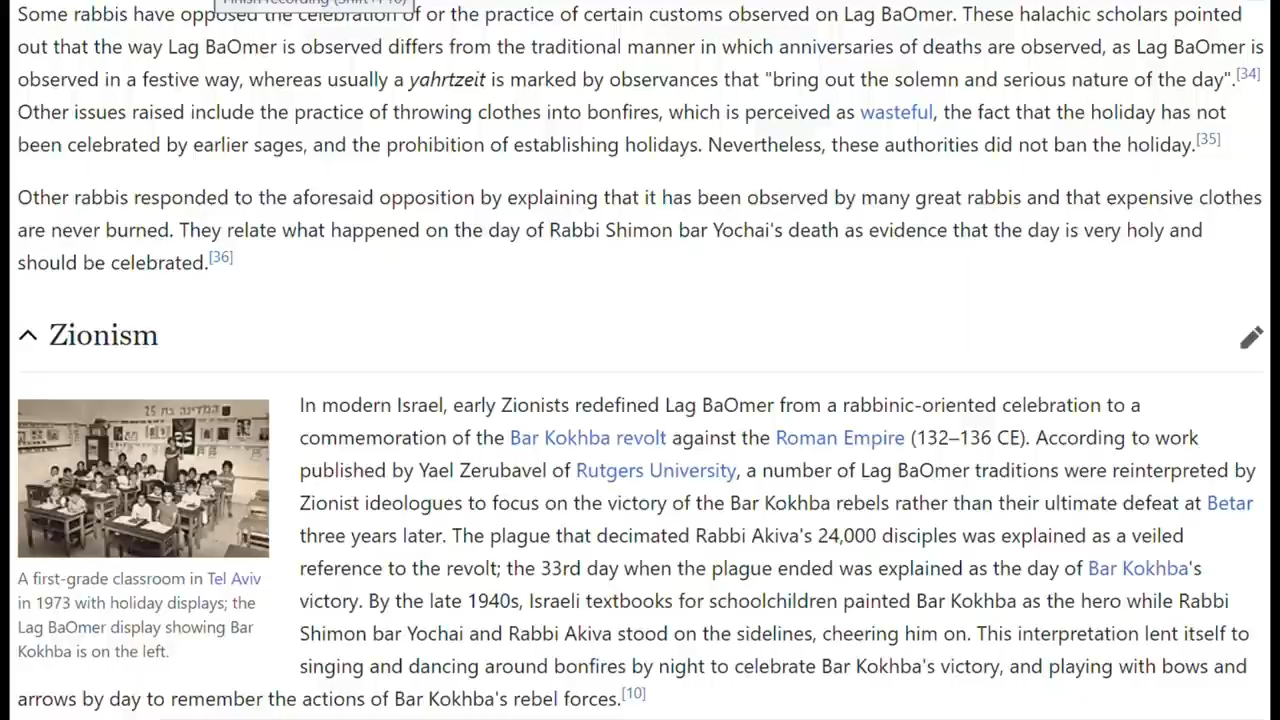 Some rabbis have opposed the celebration of or the practice of certain customs observed on Lag BaOmer. These halachic scholars pointed
out that the way Lag BaOmer is observed differs from the traditional manner in which anniversaries of deaths are observed, as Lag BaOmer is
observed in a festive way, whereas usually a yahrtzeit is marked by observances that "bring out the solemn and serious nature of the day".[34]
Other issues raised include the practice of throwing clothes into bonfires, which is perceived as wasteful, the fact that the holiday has not
been celebrated by earlier sages, and the prohibition of establishing holidays. Nevertheless, these authorities did not ban the holiday.[35]
Other rabbis responded to the aforesaid opposition by explaining that it has been observed by many great rabbis and that expensive clothes
are never burned. They relate what happened on the day of Rabbi Shimon bar Yochai's death as evidence that the day is very holy and
should be celebrated.[36]
Zionism
המדינה בת 25
25
A first-grade classroom in Tel Aviv
in 1973 with holiday displays; the
Lag BaOmer display showing Bar
Kokhba is on the left.
In modern Israel, early Zionists redefined Lag BaOmer from a rabbinic-oriented celebration to a
commemoration of the Bar Kokhba revolt against the Roman Empire (132–136 CE). According to work
published by Yael Zerubavel of Rutgers University, a number of Lag BaOmer traditions were reinterpreted by
Zionist ideologues to focus on the victory of the Bar Kokhba rebels rather than their ultimate defeat at Betar
three years later. The plague that decimated Rabbi Akiva's 24,000 disciples was explained as a veiled
reference to the revolt; the 33rd day when the plague ended was explained as the day of Bar Kokhba's
victory. By the late 1940s, Israeli textbooks for schoolchildren painted Bar Kokhba as the hero while Rabbi
Shimon bar Yochai and Rabbi Akiva stood on the sidelines, cheering him on. This interpretation lent itself to
singing and dancing around bonfires by night to celebrate Bar Kokhba's victory, and playing with bows and
arrows by day to remember the actions of Bar Kokhba's rebel forces.[10]